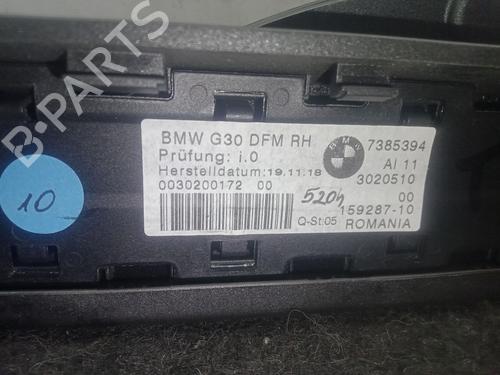 B-PARTS
10
BMW G30 DFM RH
Prüfung: i.O
Herstelldatum:19.11.18
0030200172 00
520h
BMW
7385394
AI 11
3020510
00
159287-10
Q-St:05 ROMANIA